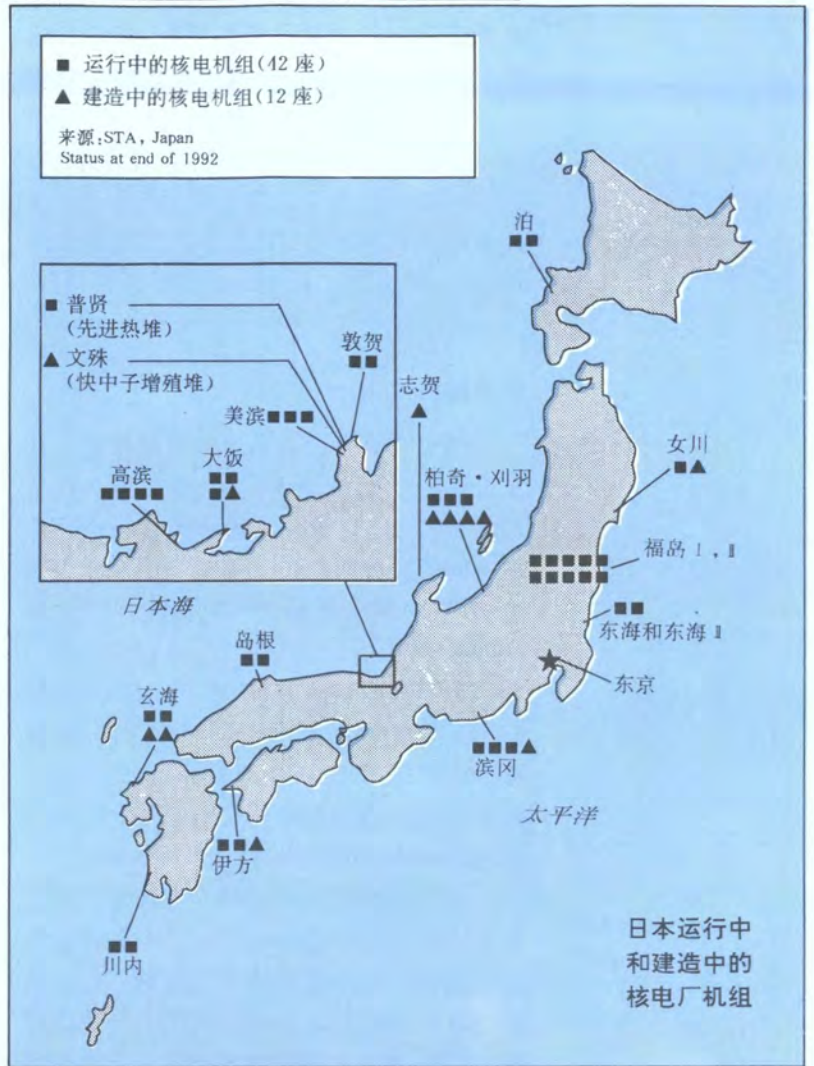 ■ 运行中的核电机组(42 座)
▲ 建造中的核电机组(12 座)
来源:STA, Japan
Status at end of 1992
泊
■ 普贤
(先进热堆)
▲ 文殊
(快中子增殖堆)
敦贺
美滨
大饭
高滨
志贺
柏奇·刈羽
女川
福岛 Ⅰ, Ⅱ
东海和东海 Ⅱ
日本海
岛根
东京
玄海
滨冈
太平洋
伊方
川内
日本运行中
和建造中的
核电厂机组